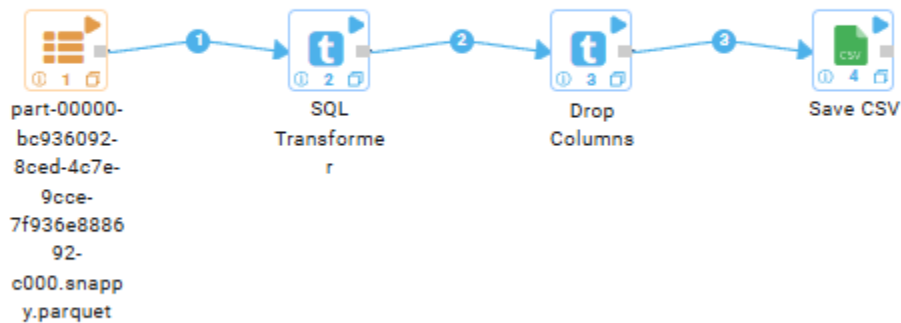 1
2
3
t
t
CSV
1
2
3
4
part-00000-
bc936092-
8ced-4c7e-
9cce-
7f936e8886
92-
c000.snapp
y.parquet
SQL
Transforme
r
Drop
Columns
Save CSV